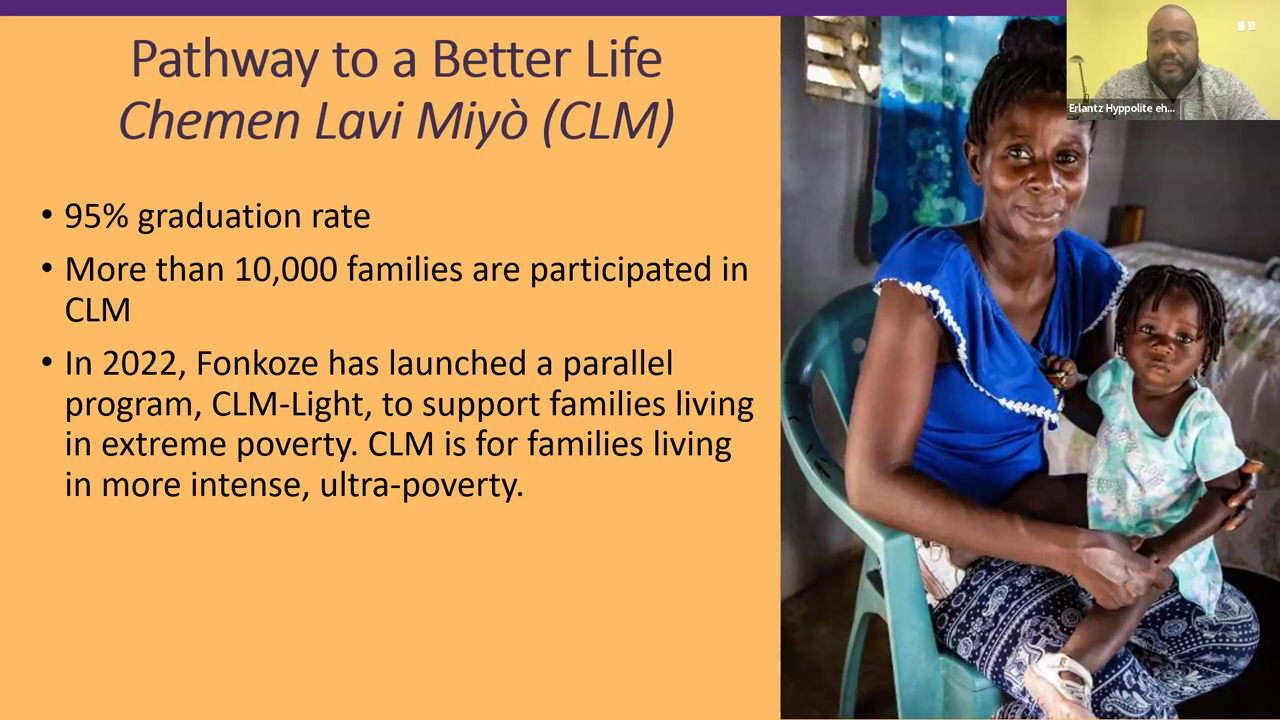 Pathway to a Better Life
Chemen Lavi Miyò (CLM)
• 95% graduation rate
• More than 10,000 families are participated in
CLM
• In 2022, Fonkoze has launched a parallel
program, CLM-Light, to support families living
in extreme poverty. CLM is for families living
in more intense, ultra-poverty.
Erlantz Hyppolite eh...